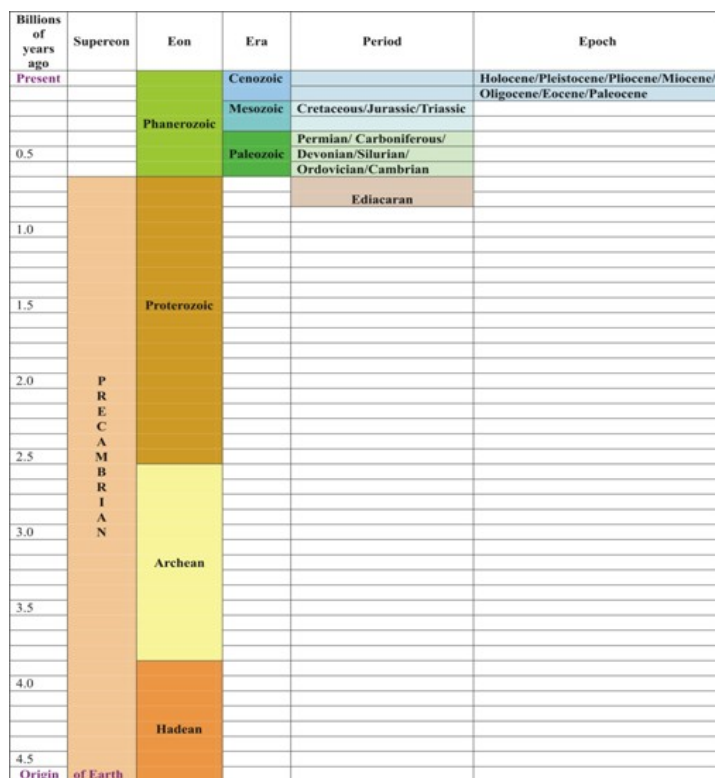 Billions
of
years
ago
Supereon
Eon
Era
Period
Epoch
Present
Phanerozoic
Cenozoic
Holocene/Pleistocene/Pliocene/Miocene/
Oligocene/Eocene/Paleocene
Mesozoic
Cretaceous/Jurassic/Triassic
0.5
Paleozoic
Permian/ Carboniferous/
Devonian/Silurian/
Ordovician/Cambrian
Ediacaran
1.0
1.5
Proterozoic
2.0
P
R
E
C
A
M
B
R
I
A
N
2.5
3.0
Archean
3.5
4.0
Hadean
4.5
Origin of Earth